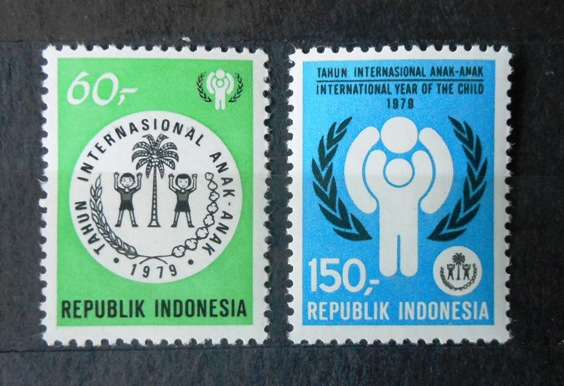 60,-
TAHUN INTERNASIONAL ANAK-ANAK
1979
REPUBLIK INDONESIA
TAHUN INTERNASIONAL ANAK-ANAK
INTERNATIONAL YEAR OF THE CHILD
1979
150,-
REPUBLIK INDONESIA